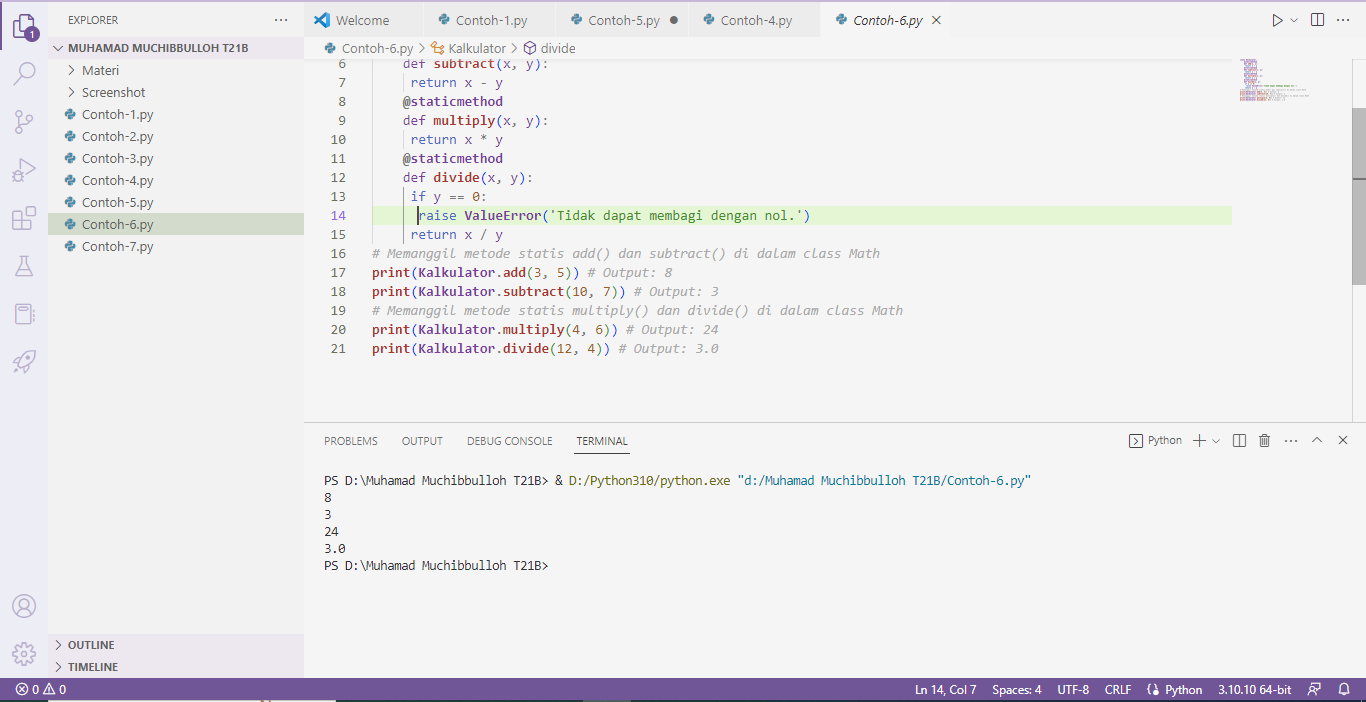 1
EXPLORER
MUHAMAD MUCHIBBULLOH T21B
Materi
Screenshot
Contoh-1.py
Contoh-2.py
Contoh-3.py
Contoh-4.py
Contoh-5.py
Contoh-6.py
Contoh-7.py
OUTLINE
TIMELINE
Welcome Contoh-1.py Contoh-5.py Contoh-4.py Contoh-6.py
Contoh-6.py > Kalkulator > divide
6 def subtract(x, y):
7 return x - y
8 @staticmethod
9 def multiply(x, y):
10 return x * y
11 @staticmethod
12 def divide(x, y):
13 if y == 0:
14 raise ValueError('Tidak dapat membagi dengan nol.')
15 return x / y
16 # Memanggil metode statis add() dan subtract() di dalam class Math
17 print(Kalkulator.add(3, 5)) # Output: 8
18 print(Kalkulator.subtract(10, 7)) # Output: 3
19 # Memanggil metode statis multiply() dan divide() di dalam class Math
20 print(Kalkulator.multiply(4, 6)) # Output: 24
21 print(Kalkulator.divide(12, 4)) # Output: 3.0
PROBLEMS OUTPUT DEBUG CONSOLE TERMINAL Python
PS D:\Muhamad Muchibbulloh T21B> & D:/Python310/python.exe "d:/Muhamad Muchibbulloh T21B/Contoh-6.py"
8
3
24
3.0
PS D:\Muhamad Muchibbulloh T21B>
0 0 Ln 14, Col 7 Spaces: 4 UTF-8 CRLF Python 3.10.10 64-bit